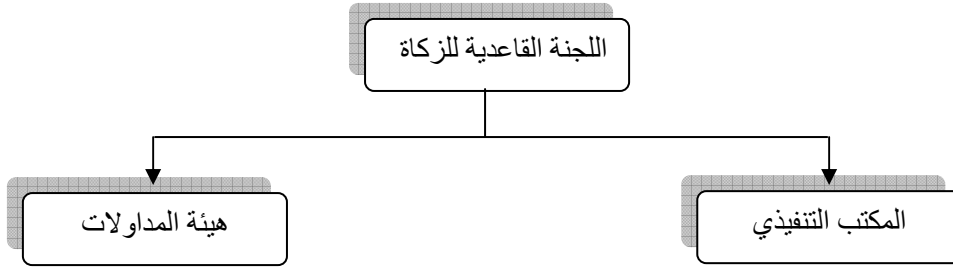 اللجنة القاعدية للزكاة
المكتب التنفيذي
هيئة المداولات